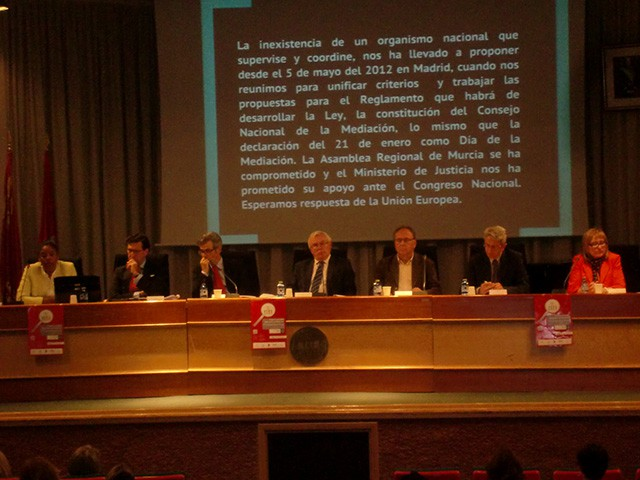 La inexistencia de un organismo nacional que
supervise y coordine, nos ha llevado a proponer
desde el 5 de mayo del 2012 en Madrid, cuando nos
reunimos para unificar criterios y trabajar las
propuestas para el Reglamento que habrá de
desarrollar la Ley, la constitución del Consejo
Nacional de la Mediación, lo mismo que la
declaración del 21 de enero como Día de la
Mediación. La Asamblea Regional de Murcia se ha
comprometido y el Ministerio de Justicia nos ha
prometido su apoyo ante el Congreso Nacional.
Esperamos respuesta de la Unión Europea.